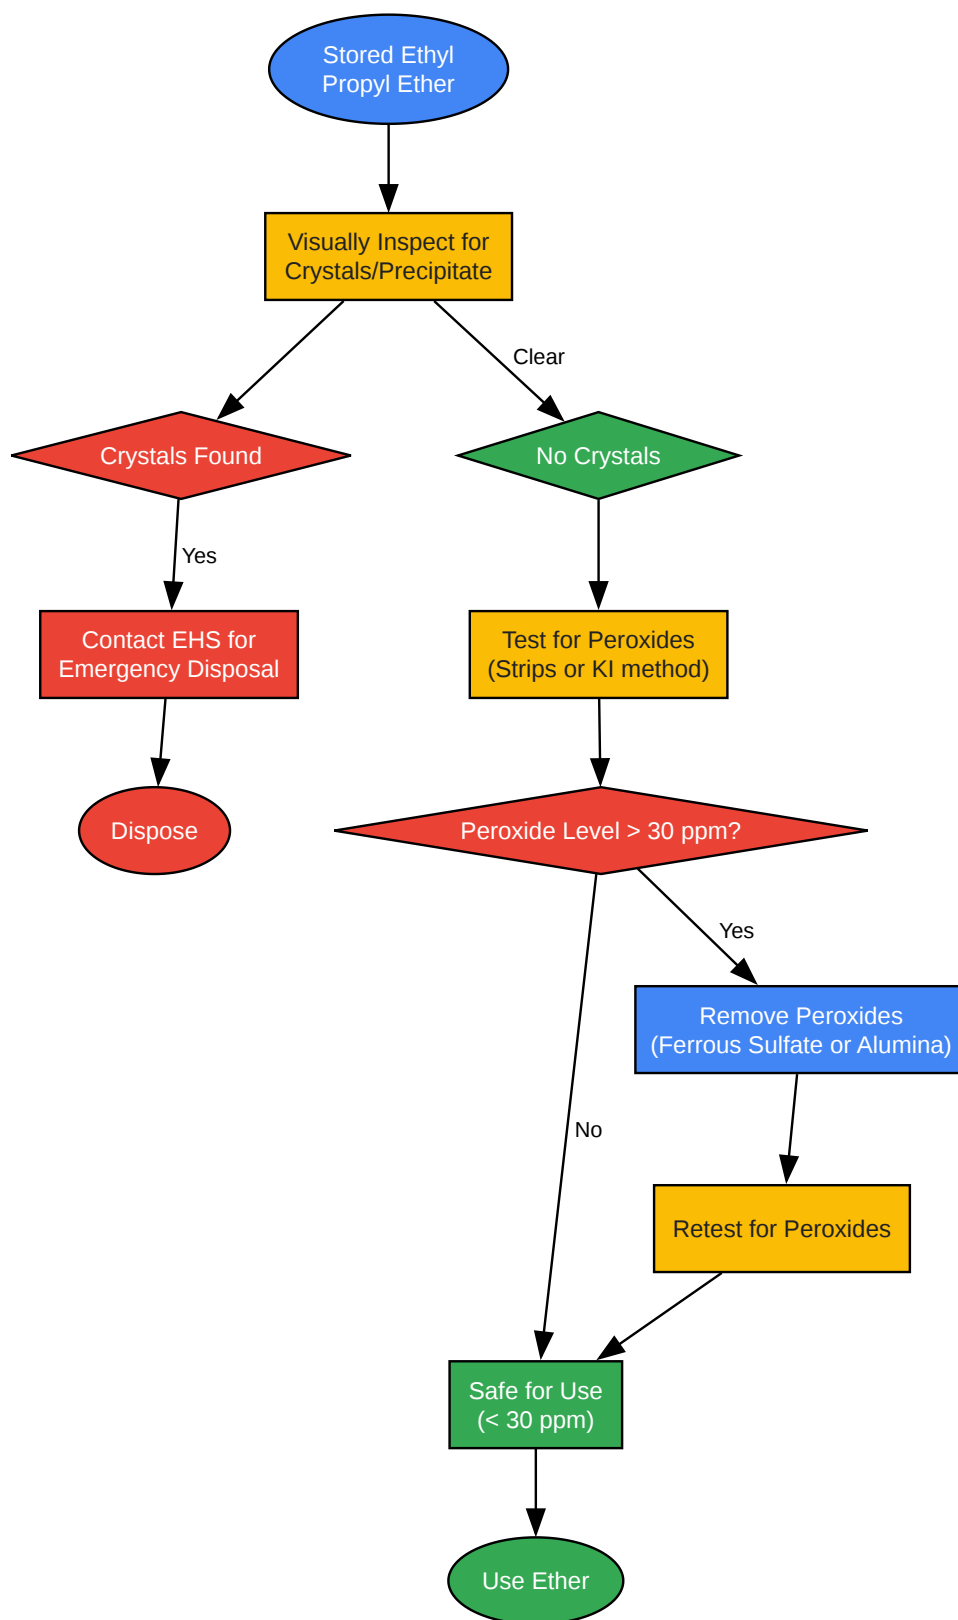 Stored Ethyl
Propyl Ether
Visually Inspect for
Crystals/Precipitate
Clear
Crystals Found
No Crystals
Yes
Contact EHS for
Emergency Disposal
Test for Peroxides
(Strips or KI method)
Dispose
Peroxide Level > 30 ppm?
Yes
Remove Peroxides
(Ferrous Sulfate or Alumina)
No
Retest for Peroxides
Safe for Use
(< 30 ppm)
Use Ether